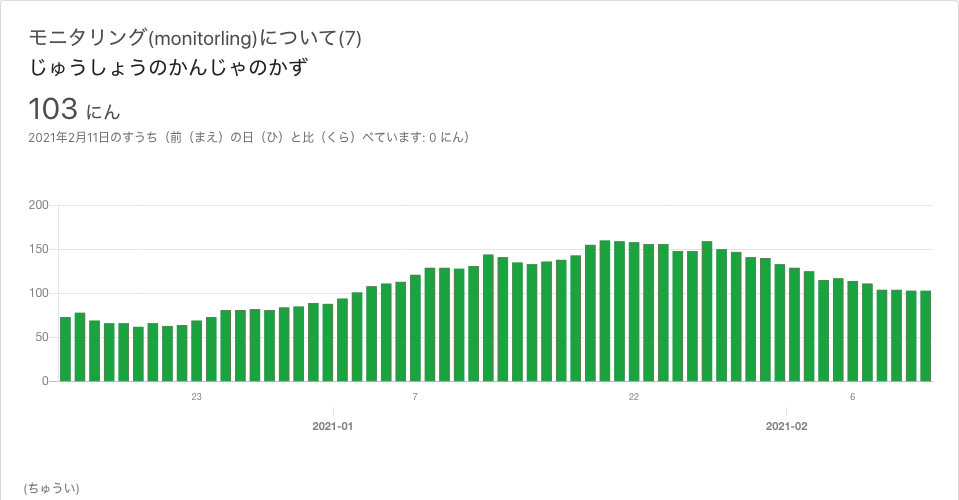 モニタリング(monitorling)について(7)
じゅうしょうのかんじゃのかず
103 にん
2021年2月11日のすうち（前（まえ）の日（ひ）と比（くら）べています: 0 にん）
200
150
100
50
0
23 7 22 6
2021-01 2021-02
(ちゅうい)